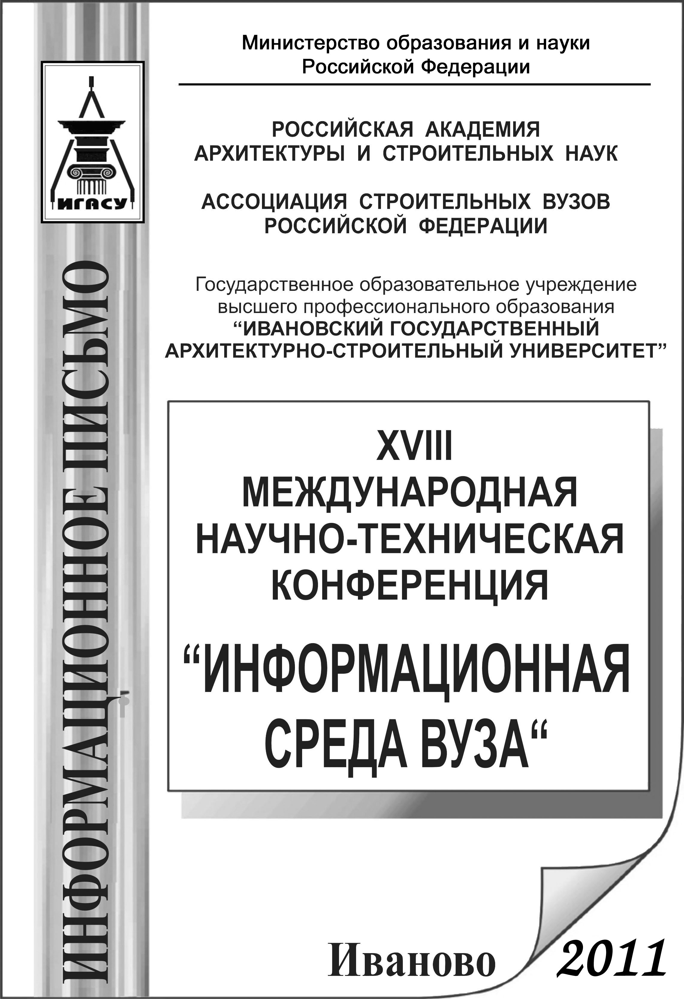 Министерство образования и науки
Российской Федерации
РОССИЙСКАЯ АКАДЕМИЯ
АРХИТЕКТУРЫ И СТРОИТЕЛЬНЫХ НАУК
АССОЦИАЦИЯ СТРОИТЕЛЬНЫХ ВУЗОВ
РОССИЙСКОЙ ФЕДЕРАЦИИ
Государственное образовательное учреждение
высшего профессионального образования
“ИВАНОВСКИЙ ГОСУДАРСТВЕННЫЙ
АРХИТЕКТУРНО-СТРОИТЕЛЬНЫЙ УНИВЕРСИТЕТ”
ИГАСУ
ИНФОРМАЦИОННОЕ ПИСЬМО
XVIII
МЕЖДУНАРОДНАЯ
НАУЧНО-ТЕХНИЧЕСКАЯ
КОНФЕРЕНЦИЯ
“ИНФОРМАЦИОННАЯ
СРЕДА ВУЗА“
Иваново 2011